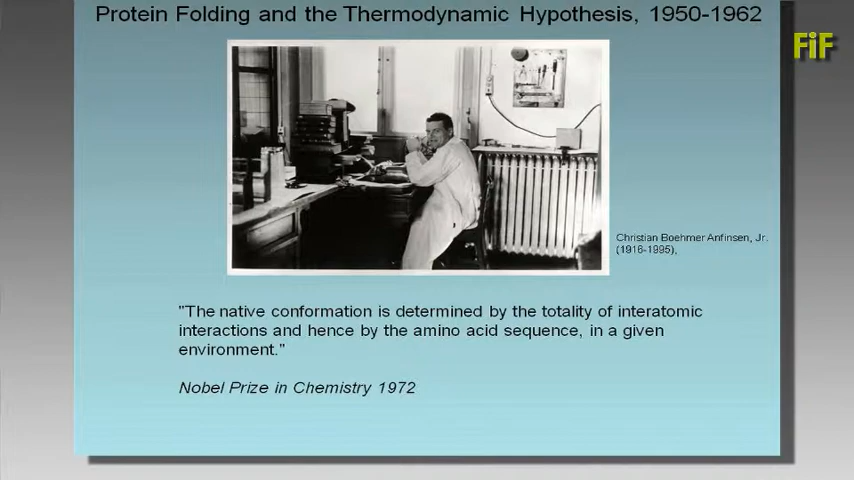 Protein Folding and the Thermodynamic Hypothesis, 1950-1962
FiF
Christian Boehmer Anfinsen, Jr.
(1916-1995),
"The native conformation is determined by the totality of interatomic
interactions and hence by the amino acid sequence, in a given
environment."
Nobel Prize in Chemistry 1972